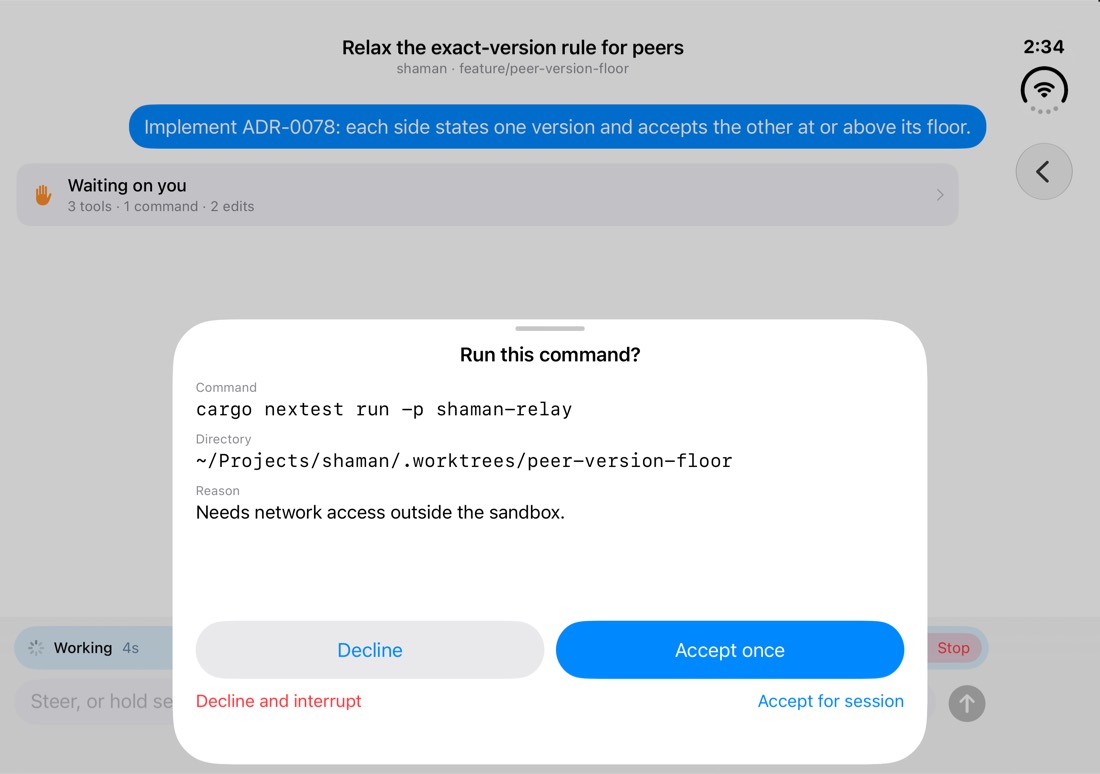 Relax the exact-version rule for peers
shaman · feature/peer-version-floor
2:34
Implement ADR-0078: each side states one version and accepts the other at or above its floor.
Waiting on you
3 tools · 1 command · 2 edits
Run this command?
Command
cargo nextest run -p shaman-relay
Directory
~/Projects/shaman/.worktrees/peer-version-floor
Reason
Needs network access outside the sandbox.
Working 4s
Stop
Decline
Accept once
Steer, or hold se
Decline and interrupt
Accept for session